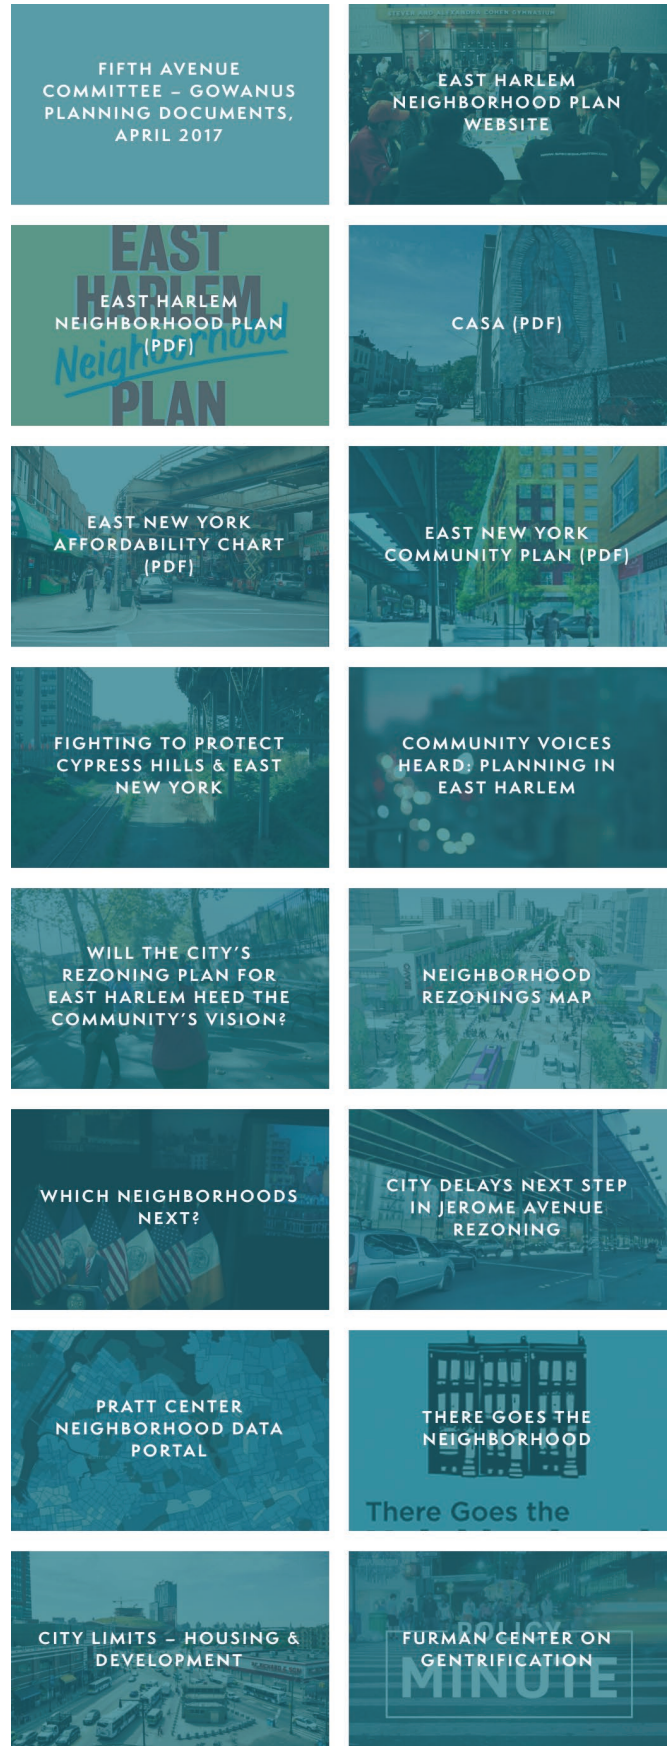 FIFTH AVENUE
COMMITTEE – GOWANUS
PLANNING DOCUMENTS,
APRIL 2017
EAST HARLEM
NEIGHBORHOOD PLAN
WEBSITE
EAST
HARLEM
Neighborhood
PLAN
EAST HARLEM
NEIGHBORHOOD PLAN
(PDF)
CASA (PDF)
EAST NEW YORK
AFFORDABILITY CHART
(PDF)
EAST NEW YORK
COMMUNITY PLAN (PDF)
FIGHTING TO PROTECT
CYPRESS HILLS & EAST
NEW YORK
COMMUNITY VOICES
HEARD: PLANNING IN
EAST HARLEM
WILL THE CITY'S
REZONING PLAN FOR
EAST HARLEM HEED THE
COMMUNITY'S VISION?
NEIGHBORHOOD
REZONINGS MAP
WHICH NEIGHBORHOODS
NEXT?
CITY DELAYS NEXT STEP
IN JEROME AVENUE
REZONING
PRATT CENTER
NEIGHBORHOOD DATA
PORTAL
THERE GOES THE
NEIGHBORHOOD
There Goes the
CITY LIMITS – HOUSING &
DEVELOPMENT
FURMAN CENTER ON
GENTRIFICATION
POLICY
MINUTE